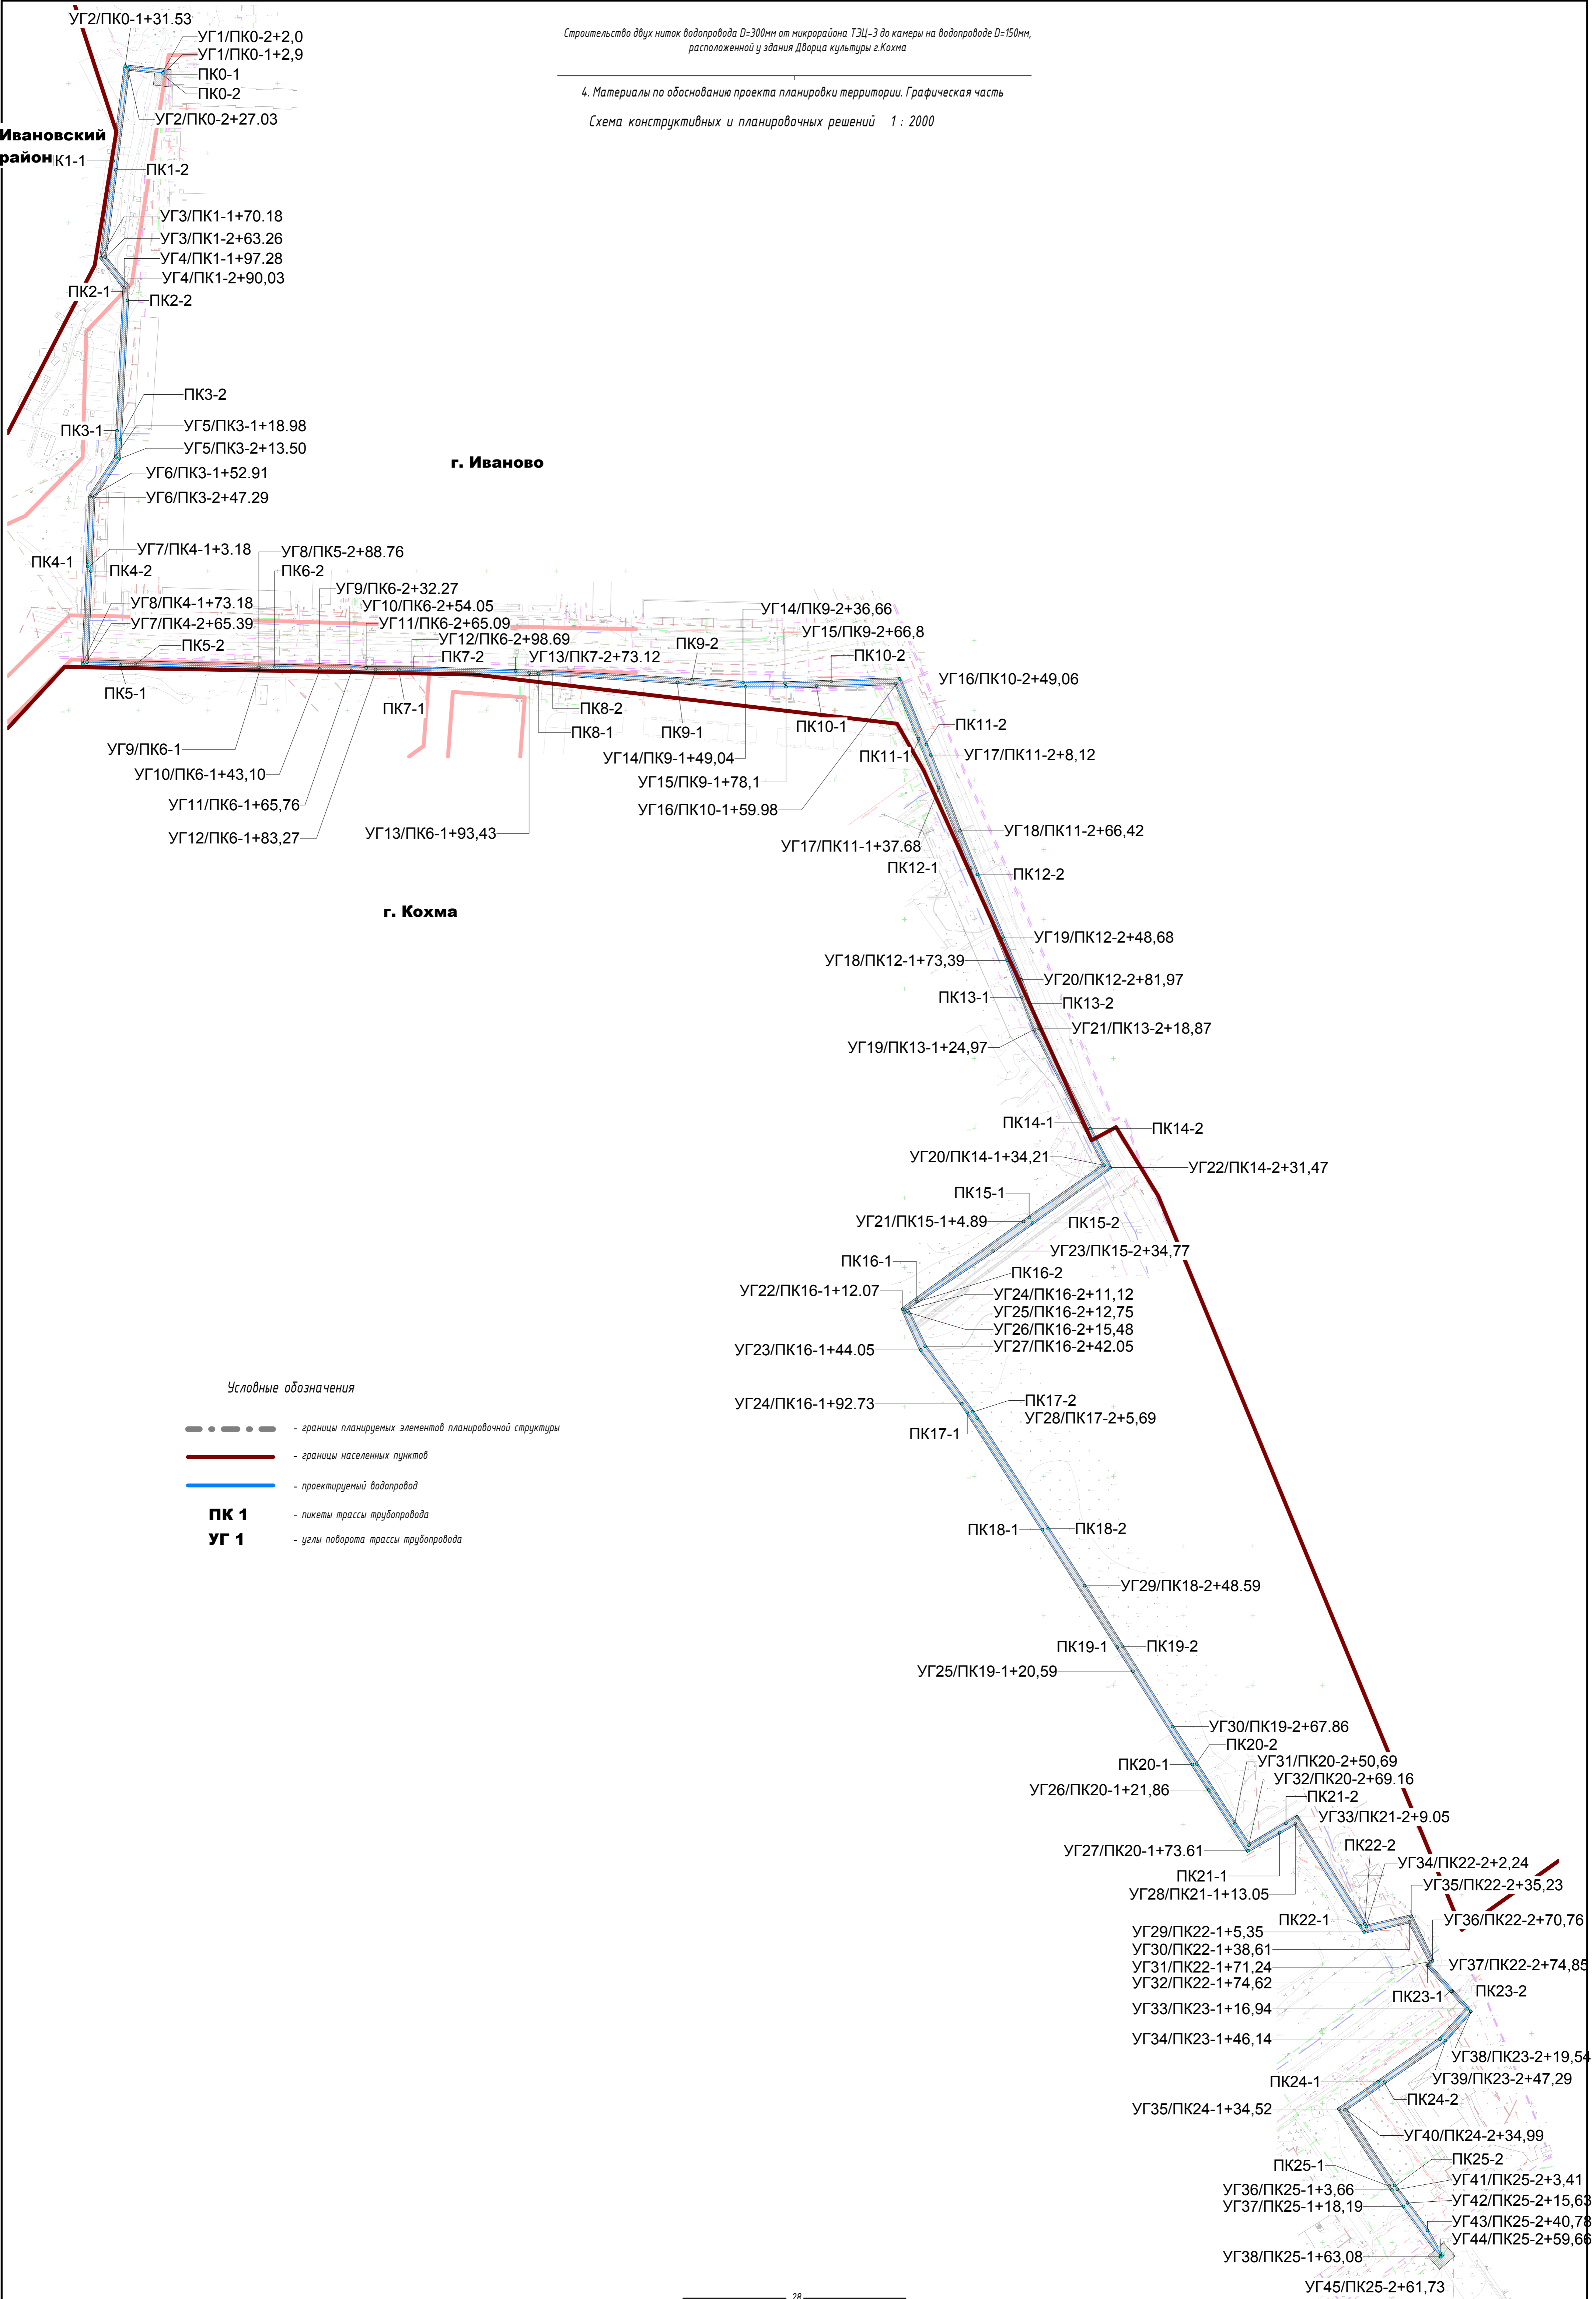 УГ2/ПК0-1+31.53
УГ1/ПК0-2+2,0
УГ1/ПК0-1+2,9
ПК0-1
ПК0-2
УГ2/ПК0-2+27.03
Строительство двух ниток водопровода D=300мм от микрорайона ТЭЦ-3 до камеры на водопроводе D=150мм,
расположенной у здания Дворца культуры г.Кохма
4. Материалы по обоснованию проекта планировки территории. Графическая часть
Схема конструктивных и планировочных решений 1 : 2000
Ивановский
район
К1-1
ПК1-2
УГ3/ПК1-1+70.18
УГ3/ПК1-2+63.26
УГ4/ПК1-1+97.28
УГ4/ПК1-2+90,03
ПК2-1
ПК2-2
ПК3-2
ПК3-1
УГ5/ПК3-1+18.98
УГ5/ПК3-2+13.50
УГ6/ПК3-1+52.91
УГ6/ПК3-2+47.29
г. Иваново
УГ7/ПК4-1+3.18
ПК4-1
ПК4-2
УГ8/ПК5-2+88.76
ПК6-2
УГ9/ПК6-2+32.27
УГ8/ПК4-1+73.18
УГ10/ПК6-2+54.05
УГ7/ПК4-2+65.39
УГ11/ПК6-2+65.09
УГ12/ПК6-2+98.69
ПК5-2
ПК7-2
УГ13/ПК7-2+73.12
ПК9-2
УГ14/ПК9-2+36,66
УГ15/ПК9-2+66,8
ПК10-2
УГ16/ПК10-2+49,06
ПК5-1
ПК7-1
ПК8-2
ПК8-1
ПК9-1
ПК10-1
ПК11-2
УГ9/ПК6-1
УГ14/ПК9-1+49,04
ПК11-1
УГ17/ПК11-2+8,12
УГ10/ПК6-1+43,10
УГ15/ПК9-1+78,1
УГ11/ПК6-1+65,76
УГ16/ПК10-1+59.98
УГ12/ПК6-1+83,27
УГ13/ПК6-1+93,43
УГ18/ПК11-2+66,42
УГ17/ПК11-1+37.68
ПК12-1
ПК12-2
г. Кохма
УГ19/ПК12-2+48,68
УГ18/ПК12-1+73,39
УГ20/ПК12-2+81,97
ПК13-1
ПК13-2
УГ21/ПК13-2+18,87
УГ19/ПК13-1+24,97
ПК14-1
ПК14-2
УГ20/ПК14-1+34,21
УГ22/ПК14-2+31,47
ПК15-1
УГ21/ПК15-1+4.89
ПК15-2
УГ23/ПК15-2+34,77
ПК16-1
ПК16-2
УГ22/ПК16-1+12.07
УГ24/ПК16-2+11,12
УГ25/ПК16-2+12,75
УГ26/ПК16-2+15,48
УГ27/ПК16-2+42.05
УГ23/ПК16-1+44.05
УГ24/ПК16-1+92.73
ПК17-2
УГ28/ПК17-2+5,69
ПК17-1
Условные обозначения
- границы планируемых элементов планировочной структуры
- границы населенных пунктов
- проектируемый водопровод
ПК 1 - пикеты трассы трубопровода
УГ 1 - углы поворота трассы трубопровода
ПК18-1
ПК18-2
УГ29/ПК18-2+48.59
ПК19-1
ПК19-2
УГ25/ПК19-1+20,59
УГ30/ПК19-2+67.86
ПК20-2
ПК20-1
УГ31/ПК20-2+50,69
УГ32/ПК20-2+69.16
УГ26/ПК20-1+21,86
ПК21-2
УГ33/ПК21-2+9.05
УГ27/ПК20-1+73.61
ПК22-2
УГ34/ПК22-2+2,24
ПК21-1
УГ35/ПК22-2+35,23
УГ28/ПК21-1+13.05
ПК22-1
УГ36/ПК22-2+70,76
УГ29/ПК22-1+5,35
УГ30/ПК22-1+38,61
УГ31/ПК22-1+71,24
УГ37/ПК22-2+74,85
УГ32/ПК22-1+74,62
ПК23-1
ПК23-2
УГ33/ПК23-1+16,94
УГ34/ПК23-1+46,14
УГ38/ПК23-2+19,54
УГ39/ПК23-2+47,29
ПК24-1
ПК24-2
УГ35/ПК24-1+34,52
УГ40/ПК24-2+34,99
ПК25-2
ПК25-1
УГ41/ПК25-2+3,41
УГ36/ПК25-1+3,66
УГ42/ПК25-2+15,63
УГ37/ПК25-1+18,19
УГ43/ПК25-2+40,78
УГ44/ПК25-2+59,66
УГ38/ПК25-1+63,08
УГ45/ПК25-2+61,73
28